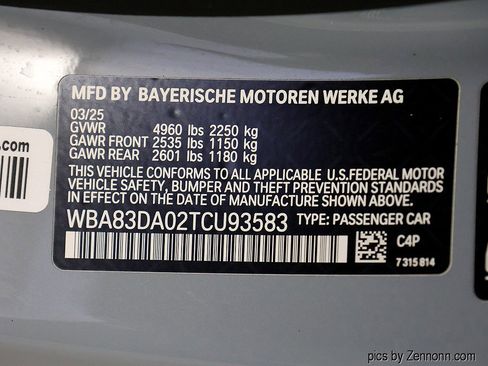 MFD BY BAYERISCHE MOTOREN WERKE AG
03/25
GVWR 4960 lbs 2250 kg
GAWR FRONT 2535 lbs 1150 kg
GAWR REAR 2601 lbs 1180 kg
THIS VEHICLE CONFORMS TO ALL APPLICABLE U.S.FEDERAL MOTOR
VEHICLE SAFETY, BUMPER AND THEFT PREVENTION STANDARDS
IN EFFECT ON THE DATE OF MANUFACTURE SHOWN ABOVE.
WBA83DA02TCU93583 TYPE: PASSENGER CAR
C4P
7315814
.com
pics by Zennonn.com